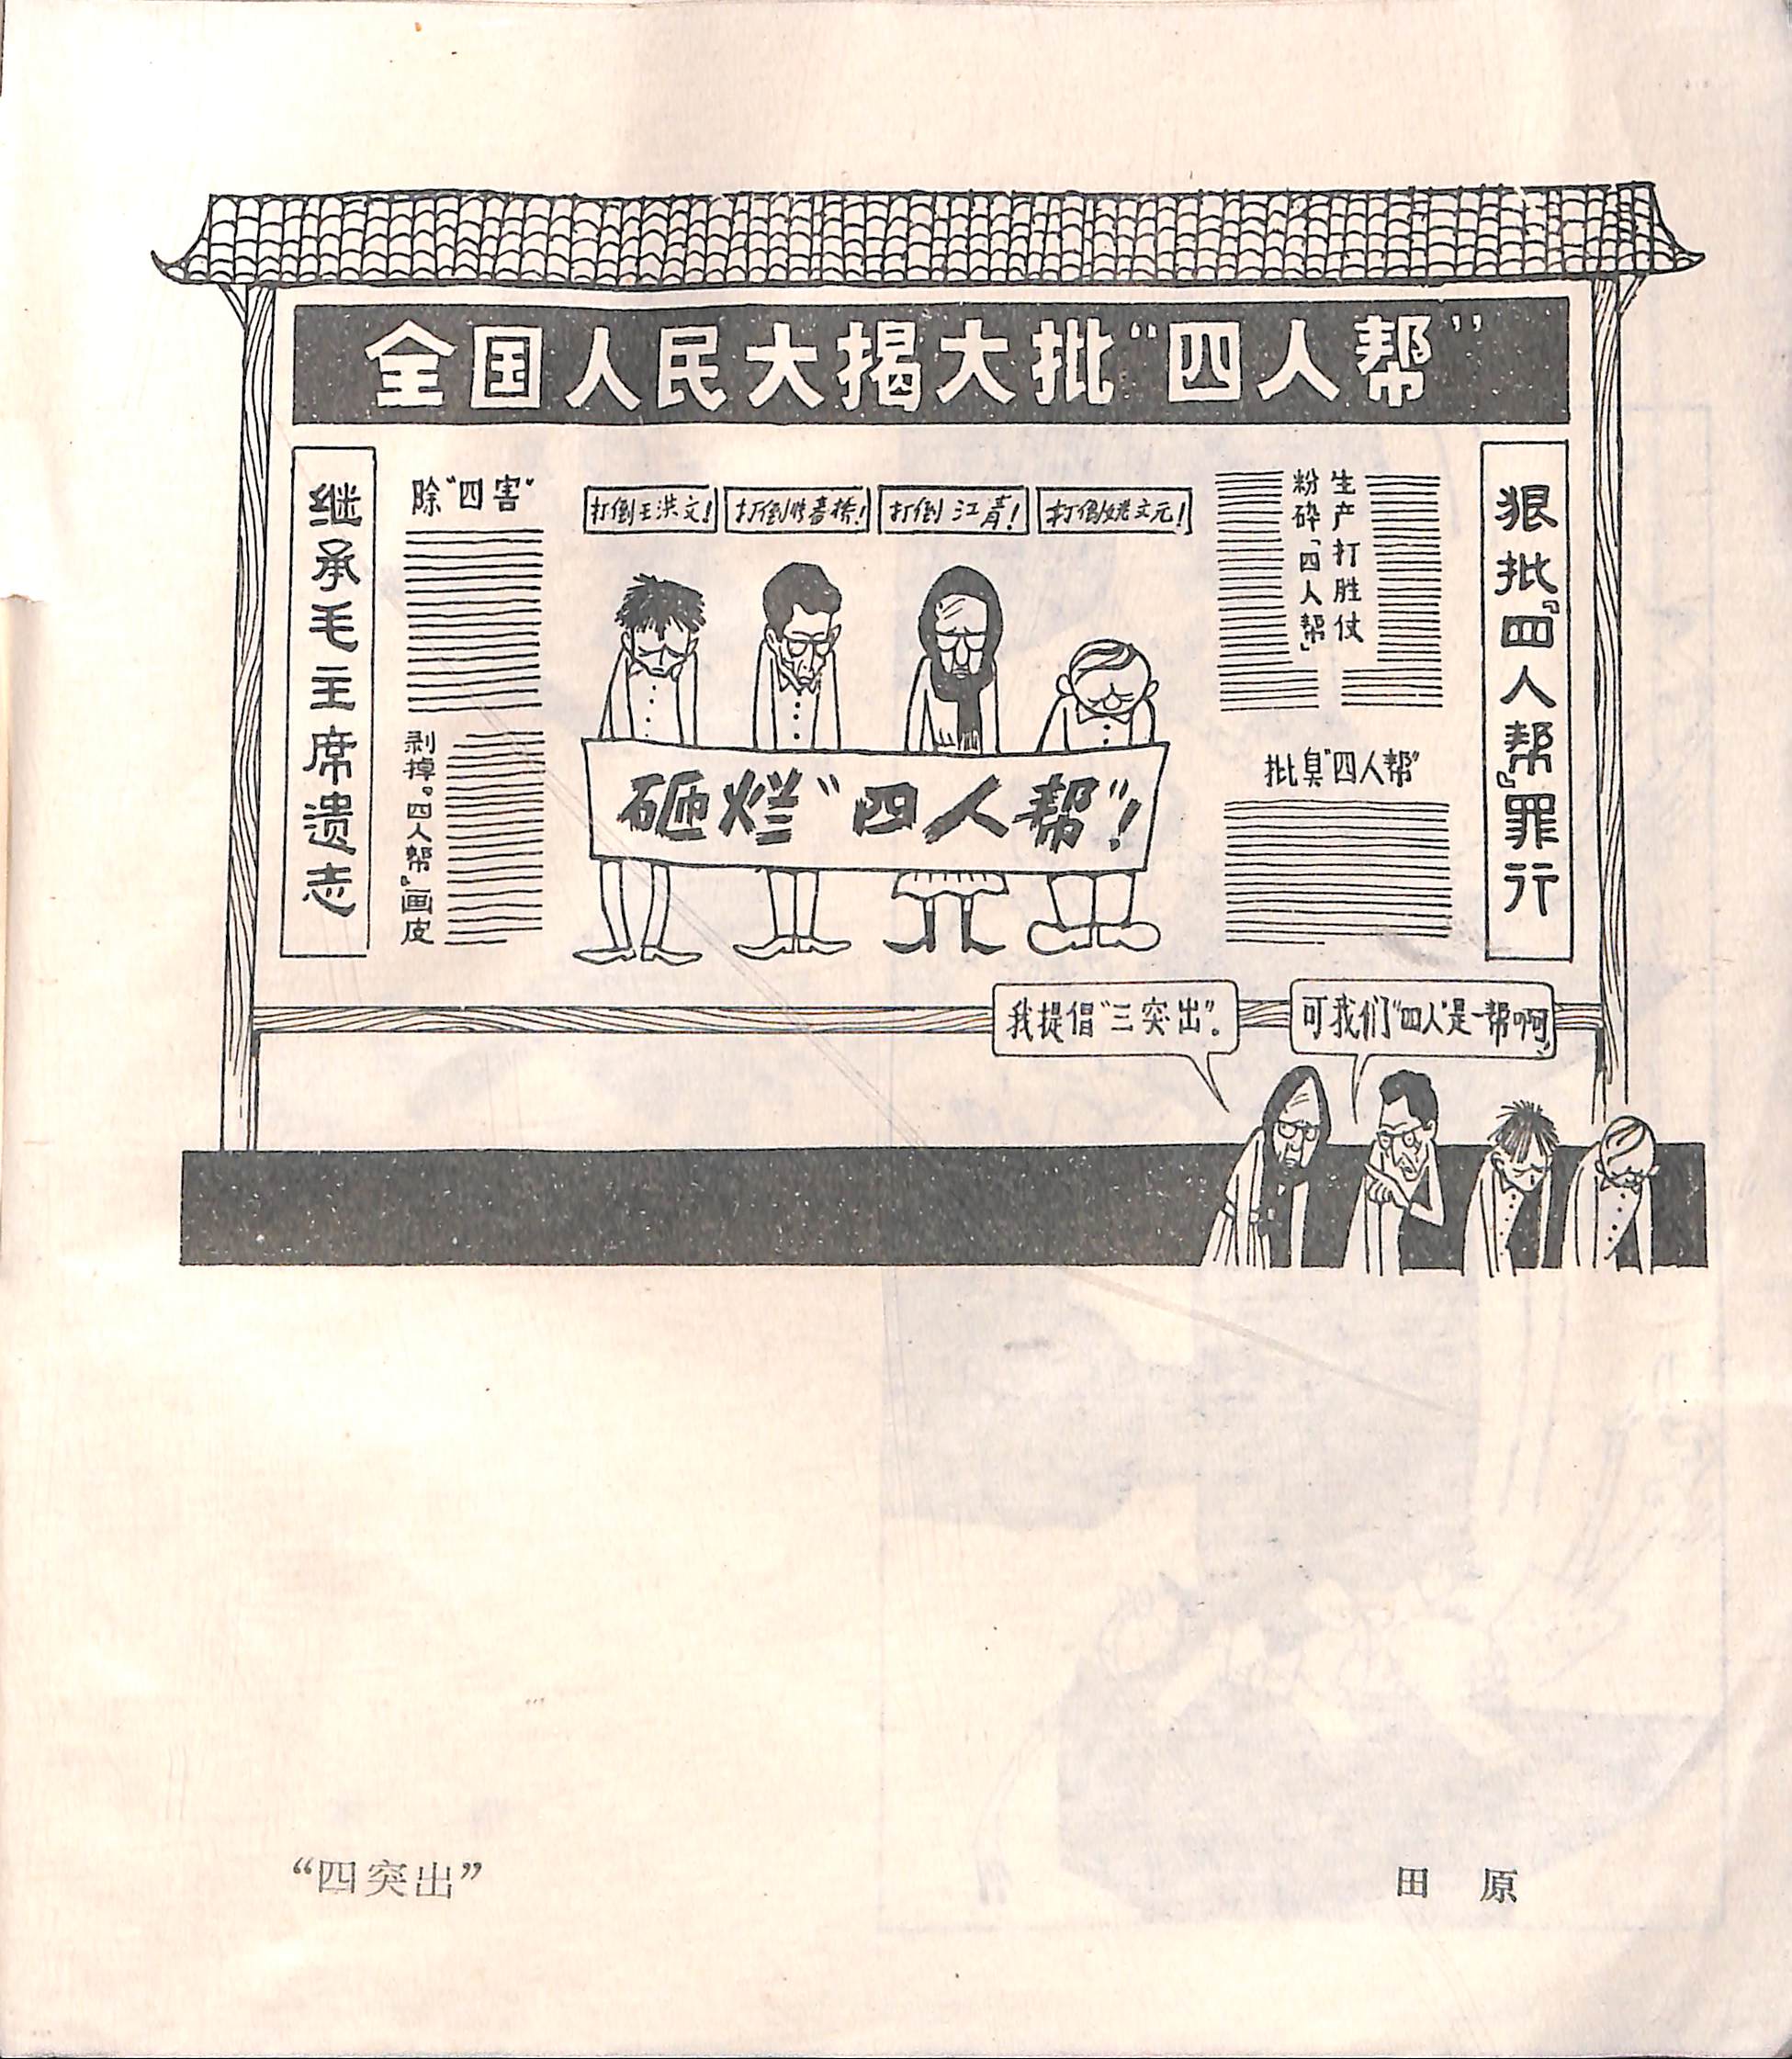 全国人民大揭大批“四人帮”
继承毛主席遗志
除“四害”
剥掉“四人帮”画皮
打倒王洪文!
打倒张春桥!
打倒 江青!
打倒姚文元!
砸烂“四人帮”!
生产打胜仗
粉碎「四人帮」
批臭“四人帮”
狠批『四人帮』罪行
我提倡“三突出”。
可我们“四人”是一帮啊!
“四突出”
田 原